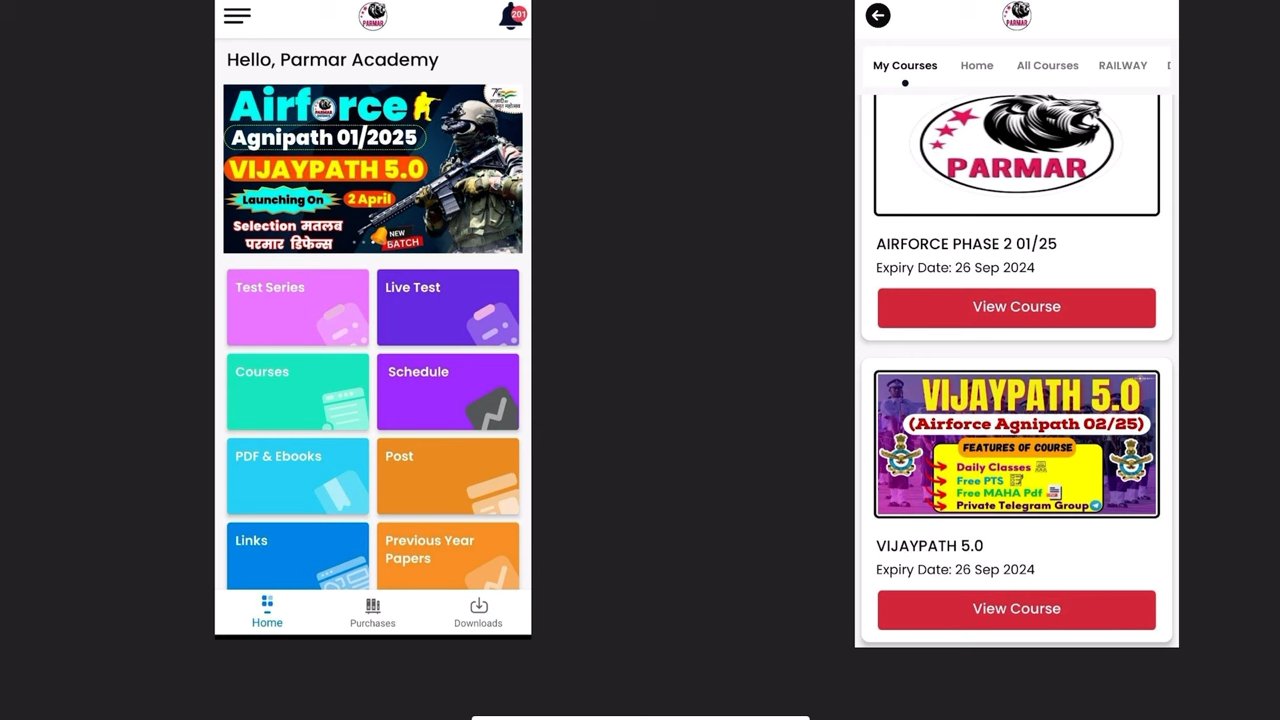 PARMAR
201
Hello, Parmar Academy
Airforce
Agnipath 01/2025
VIJAYPATH 5.0
Launching On
2 April
Selection मतलब
परमार डिफेन्स
NEW
BATCH
Test Series
Live Test
Courses
Schedule
PDF & Ebooks
Post
Links
Previous Year
Papers
Home
Purchases
Downloads
PARMAR
My Courses
Home
All Courses
RAILWAY
PARMAR
AIRFORCE PHASE 2 01/25
Expiry Date: 26 Sep 2024
View Course
VIJAYPATH 5.0
(Airforce Agnipath 02/25)
FEATURES OF COURSE
Daily Classes
Free PTS
Free MAHA Pdf
Private Telegram Group
VIJAYPATH 5.0
Expiry Date: 26 Sep 2024
View Course